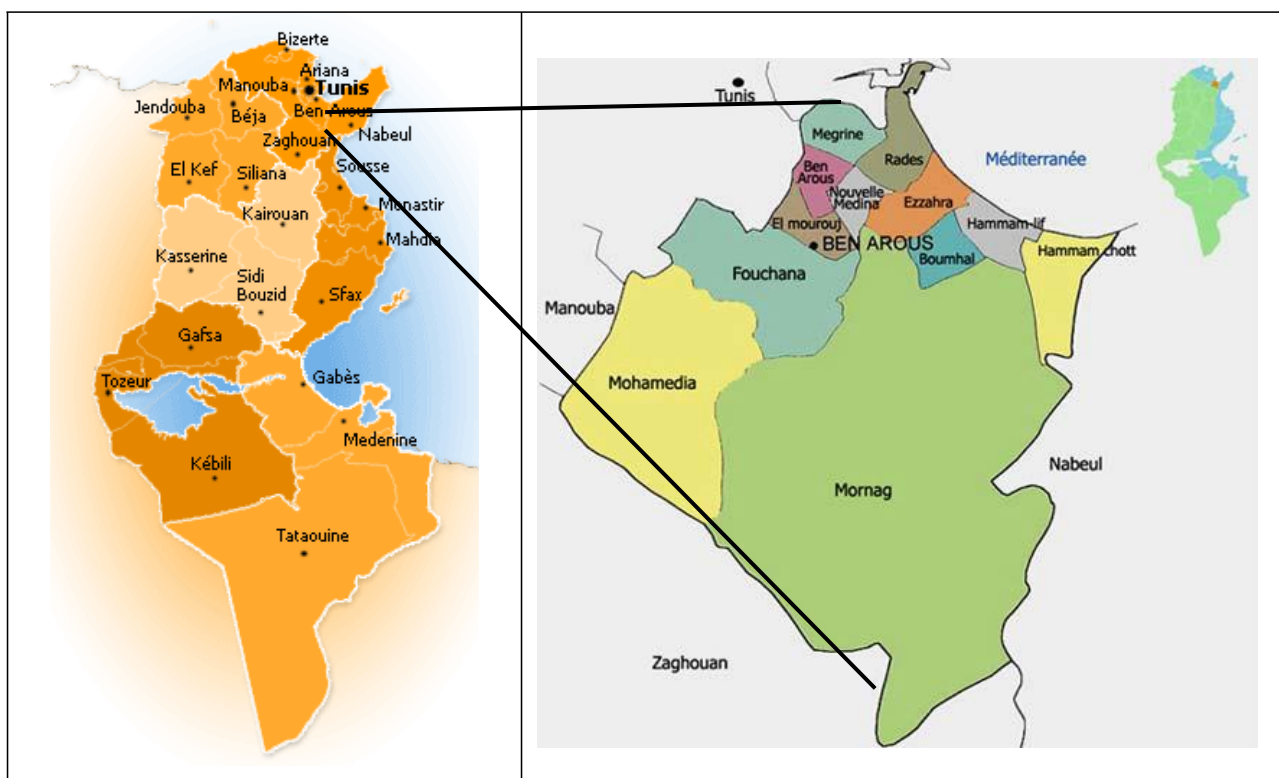 Bizerte
Ariana
Manouba
Tunis
Jendouba
Béja
Ben Arous
Nabeul
Zaghouan
El Kef
Siliana
Sousse
Kairouan
Monastir
Mahdia
Kasserine
Sidi
Bouzid
Sfax
Gafsa
Tozeur
Gabès
Medenine
Kébili
Tataouine
Tunis
Megrine
Rades
Méditerranée
Ben
Arous
Nouvelle
Medina
Ezzahra
El mourouj
Hammam-lif
BEN AROUS
Hammam chott
Boumhal
Fouchana
Manouba
Mohamedia
Nabeul
Mornag
Zaghouan